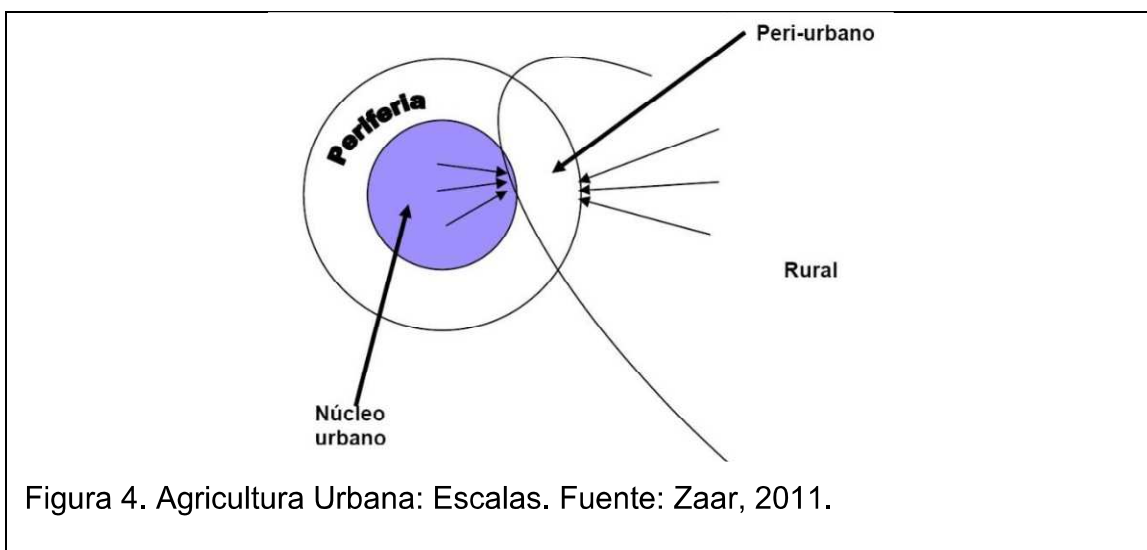 Peri-urbano
Periferia
Rural
Núcleo
urbano
Figura 4. Agricultura Urbana: Escalas. Fuente: Zaar, 2011.